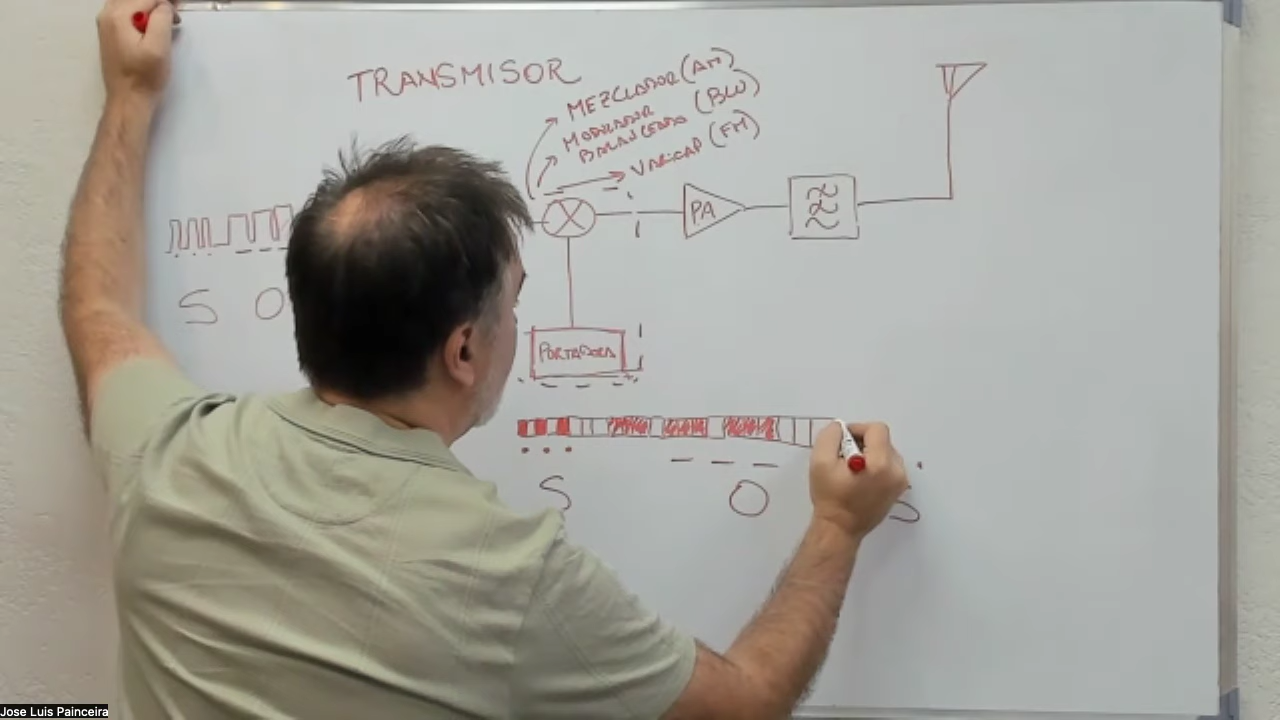 TRANSMISOR
MEZCLADOR (AM)
MODULADOR
BALANCEADO (BLU)
VARICAP (FM)
X
PA
S O
PORTADORA
S O S
Jose Luis Painceira